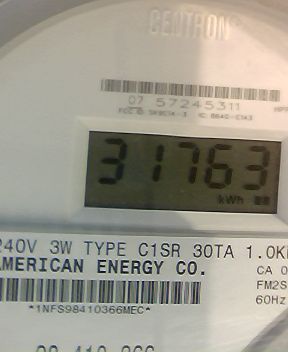 CENTRON
07 57245311
31763
kWh
240V 3W TYPE C1SR 30TA 1.0K
AMERICAN ENERGY CO.
CA 0
FM2S
60Hz
*1NFS98410366MEC*